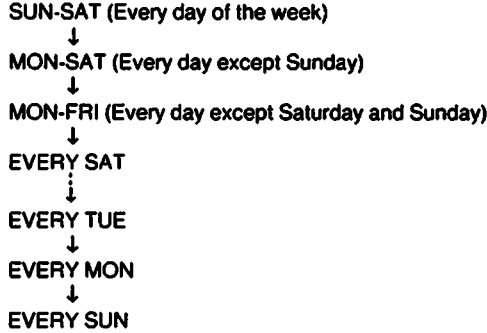 SUN-SAT (Every day of the week)
MON-SAT (Every day except Sunday)
MON-FRI (Every day except Saturday and Sunday)
EVERY SAT
EVERY TUE
EVERY MON
EVERY SUN